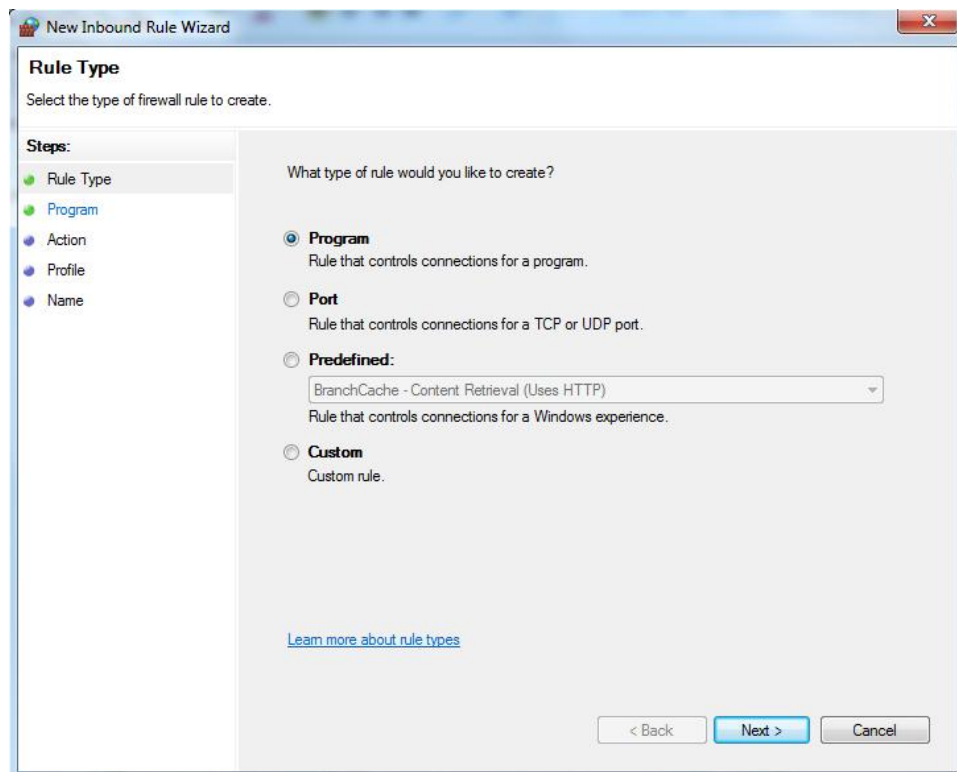 New Inbound Rule Wizard
Rule Type
Select the type of firewall rule to create.
Steps:
Rule Type
Program
Action
Profile
Name
What type of rule would you like to create?
Program
Rule that controls connections for a program.
Port
Rule that controls connections for a TCP or UDP port.
Predefined:
BranchCache - Content Retrieval (Uses HTTP)
Rule that controls connections for a Windows experience.
Custom
Custom rule.
Learn more about rule types
< Back Next > Cancel